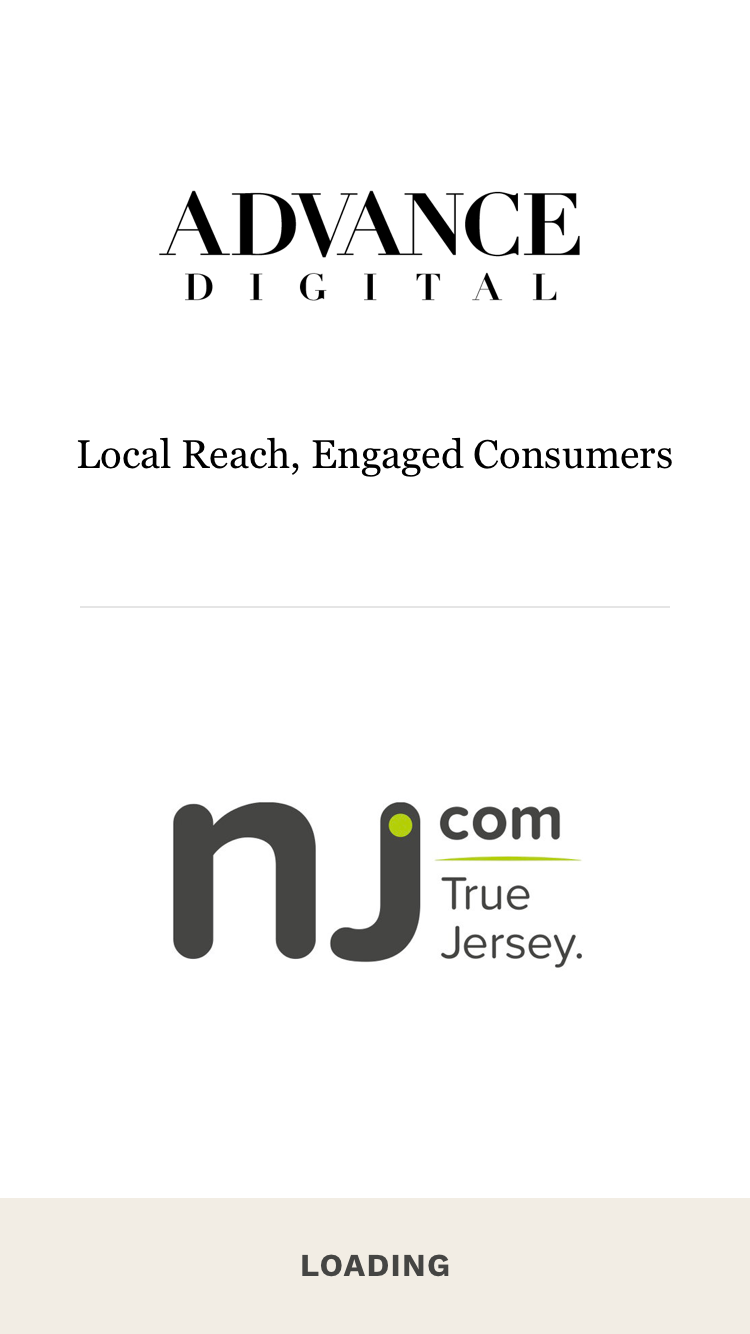 ADVANCE
DIGITAL
Local Reach, Engaged Consumers
nj com
True
Jersey.
LOADING